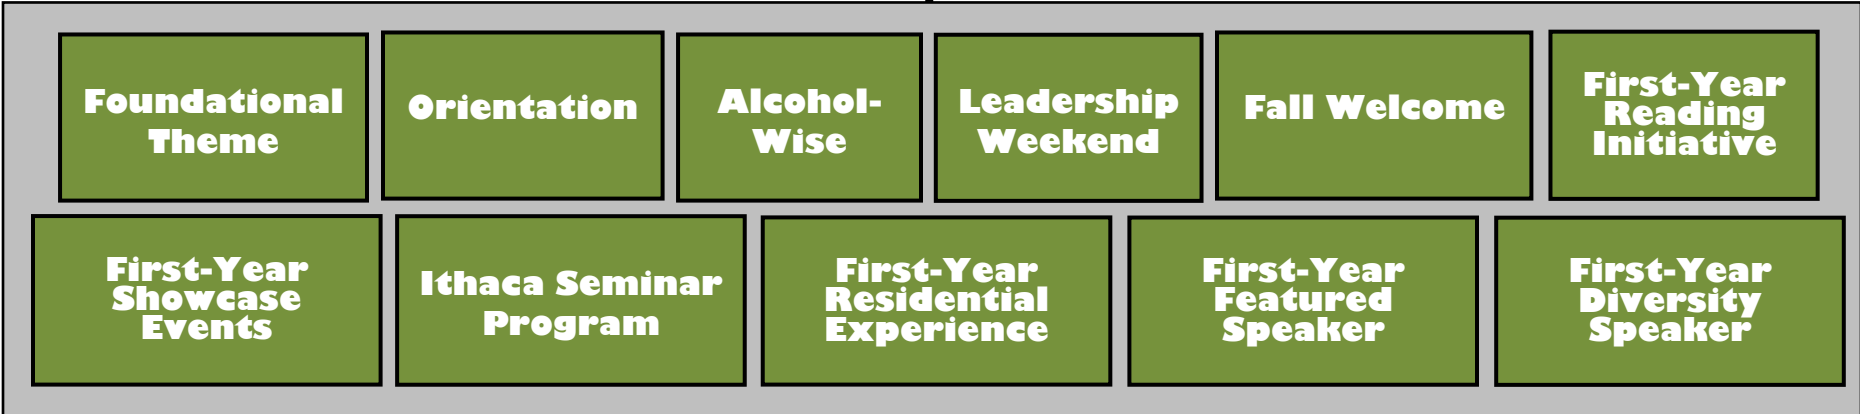 Foundational
Theme
Orientation
Alcohol-
Wise
Leadership
Weekend
Fall Welcome
First-Year
Reading
Initiative
First-Year
Showcase
Events
Ithaca Seminar
Program
First-Year
Residential
Experience
First-Year
Featured
Speaker
First-Year
Diversity
Speaker